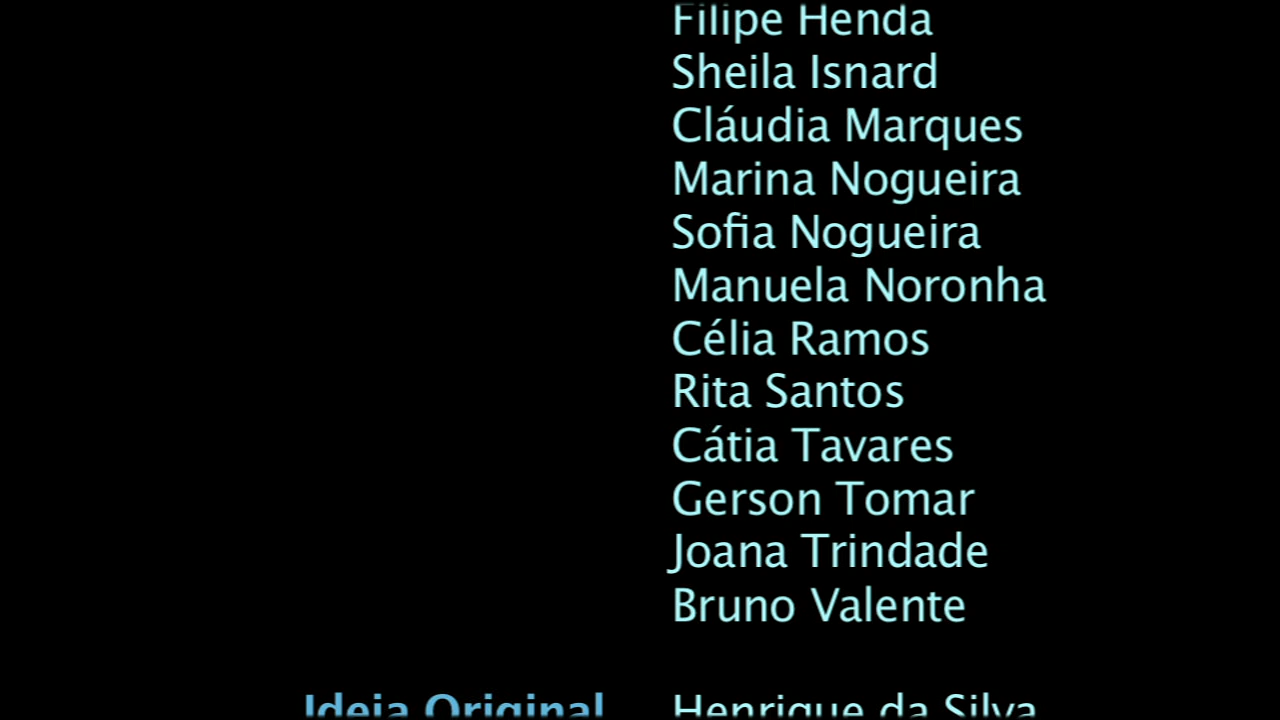 Filipe Henda
Sheila Isnard
Cláudia Marques
Marina Nogueira
Sofia Nogueira
Manuela Noronha
Célia Ramos
Rita Santos
Cátia Tavares
Gerson Tomar
Joana Trindade
Bruno Valente
Ideia Original Henrique da Silva